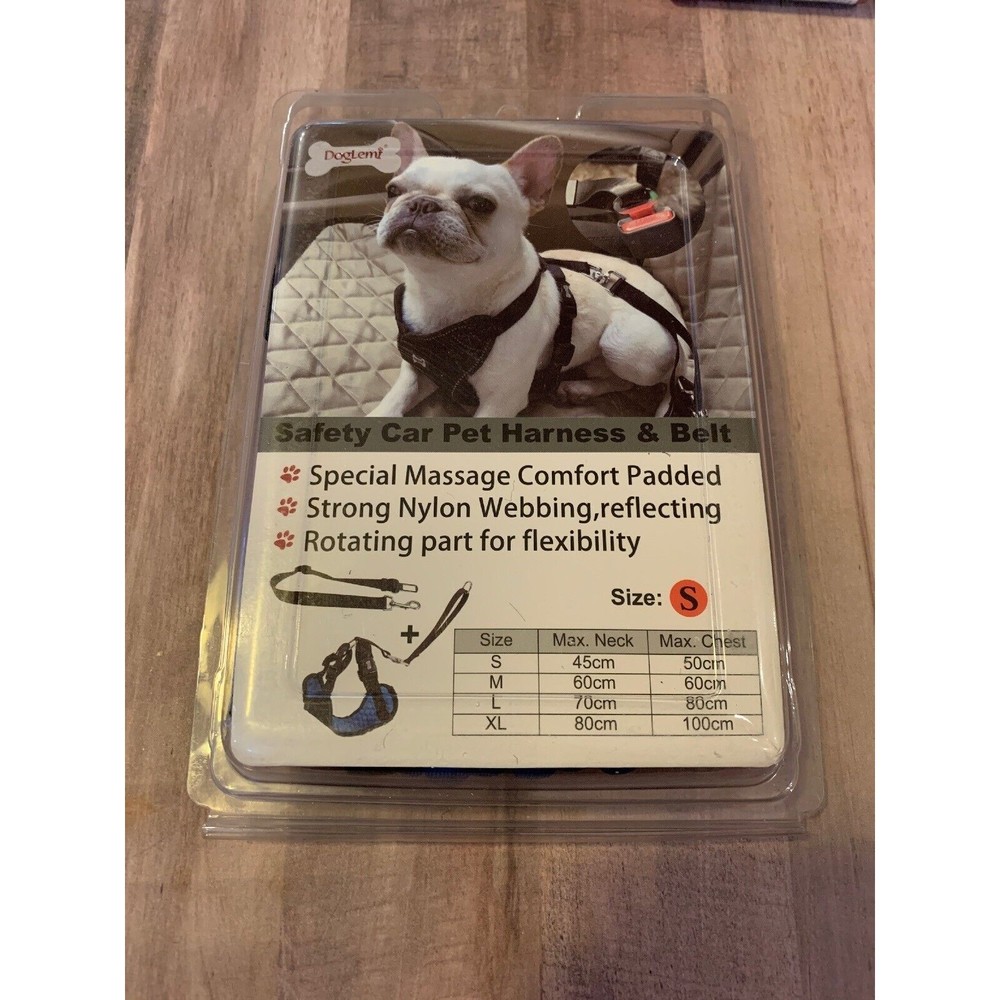 DogLemi®
Safety Car Pet Harness & Belt
Special Massage Comfort Padded
Strong Nylon Webbing,reflecting
Rotating part for flexibility
+
Size: S
Size Max. Neck Max. Chest
S 45cm 50cm
M 60cm 60cm
L 70cm 80cm
XL 80cm 100cm